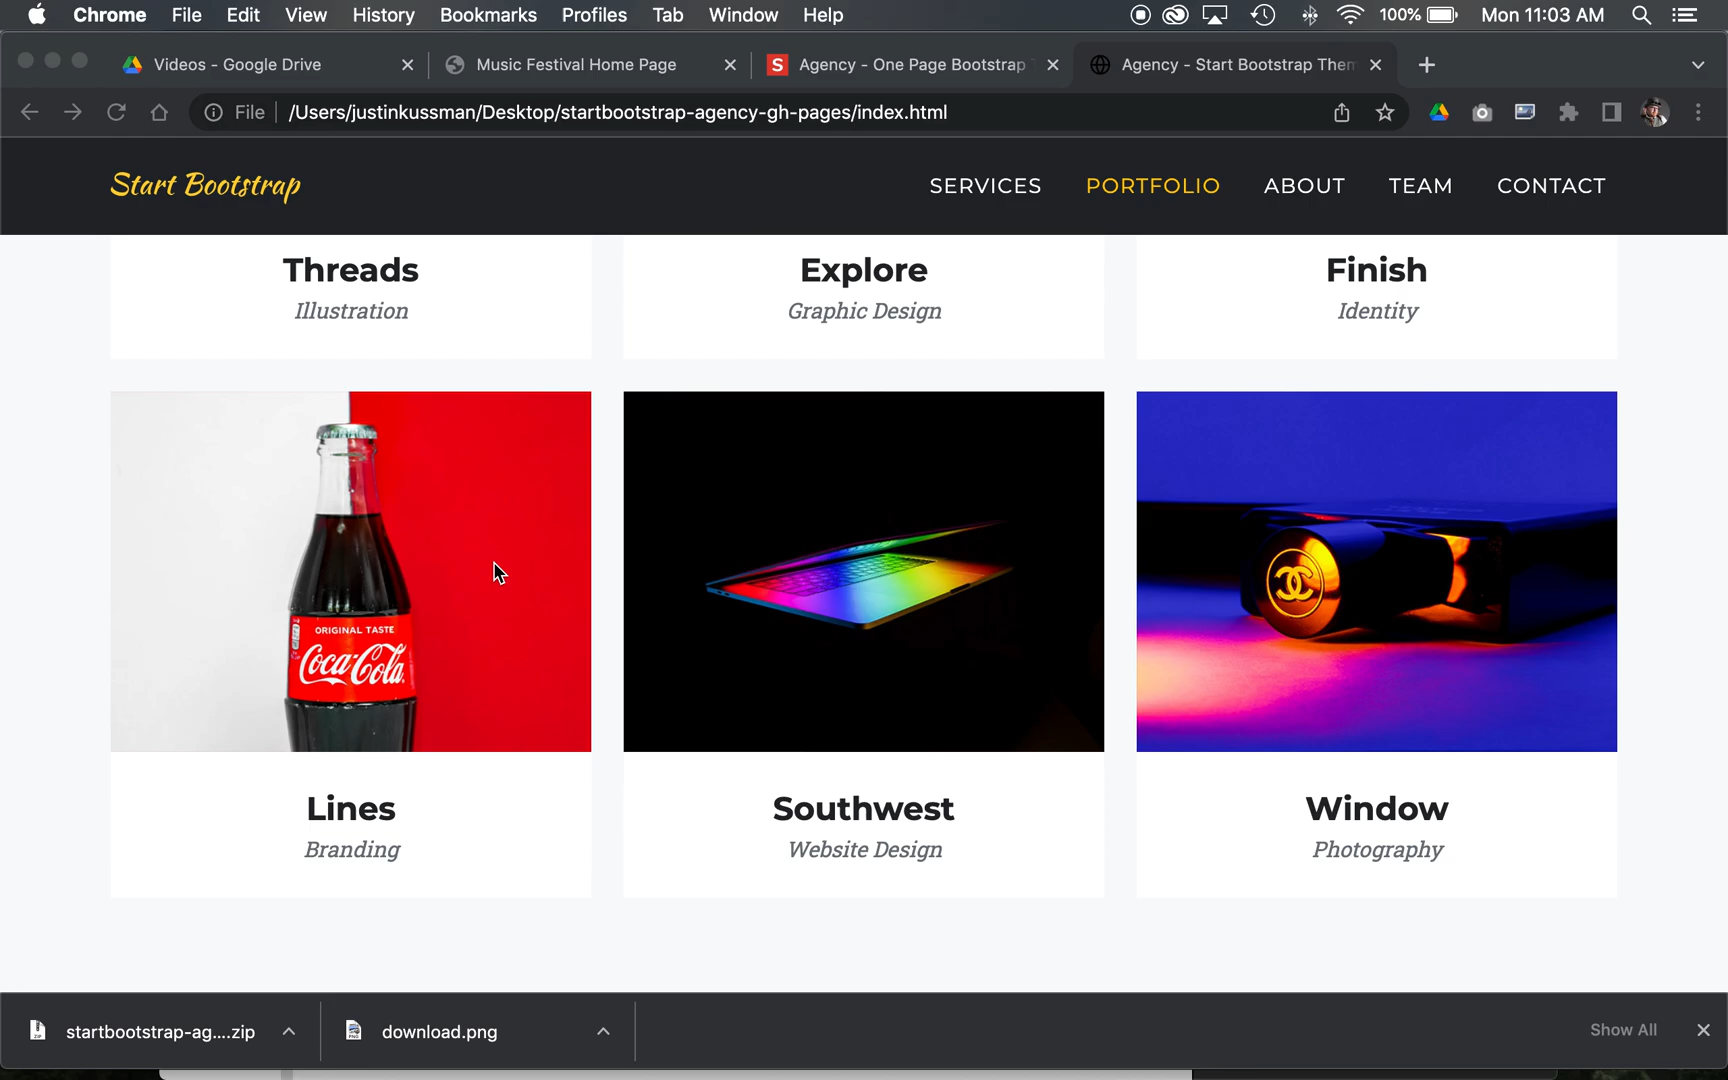 Chrome File Edit View History Bookmarks Profiles Tab Window Help 100% Mon 11:03 AM
Videos - Google Drive Music Festival Home Page S Agency - One Page Bootstrap Agency - Start Bootstrap Them
File /Users/justinkussman/Desktop/startbootstrap-agency-gh-pages/index.html
Start Bootstrap SERVICES PORTFOLIO ABOUT TEAM CONTACT
Threads Explore Finish
Illustration Graphic Design Identity
ORIGINAL TASTE
Coca-Cola
Lines Southwest Window
Branding Website Design Photography
startbootstrap-ag....zip download.png Show All